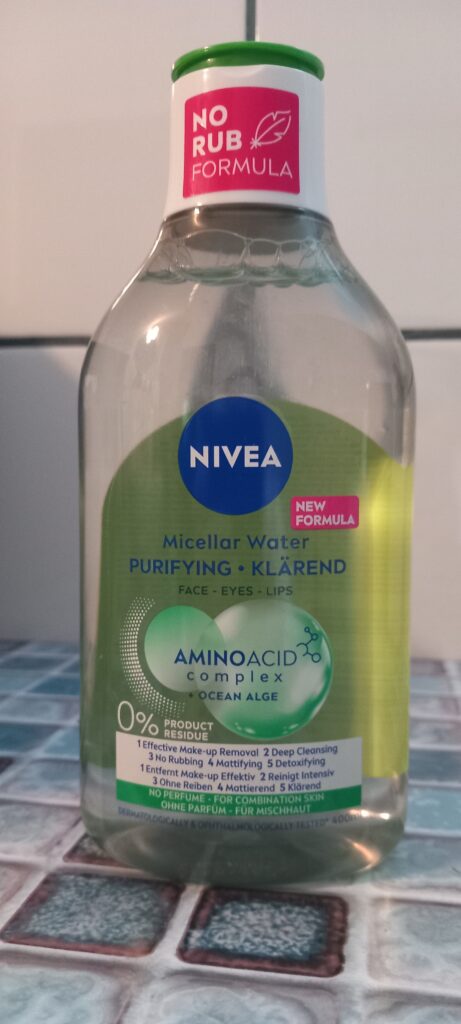 NO
RUB
FORMULA
NIVEA
NEW
FORMULA
Micellar Water
PURIFYING • KLÄREND
FACE - EYES - LIPS
AMINOACID
complex
+ OCEAN ALGE
0% PRODUCT
RESIDUE
1 Effective Make-up Removal 2 Deep Cleansing
3 No Rubbing 4 Mattifying 5 Detoxifying
1 Entfernt Make-up Effektiv 2 Reinigt Intensiv
3 Ohne Reiben 4 Mattierend 5 Klärend
NO PERFUME - FOR COMBINATION SKIN
OHNE PARFÜM - FÜR MISCHHAUT
DERMATOLOGICALLY & OPHTHALMOLOGICALLY TESTED* 400ml